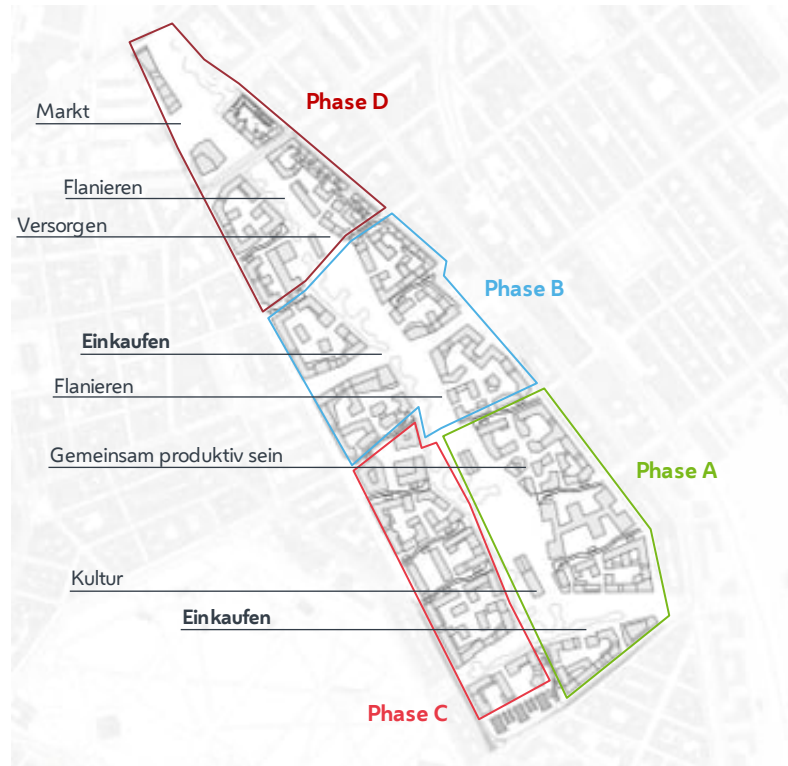 Phase D
Markt
Flanieren
Versorgen
Phase B
Einkaufen
Flanieren
Gemeinsam produktiv sein
Phase A
Kultur
Einkaufen
Phase C